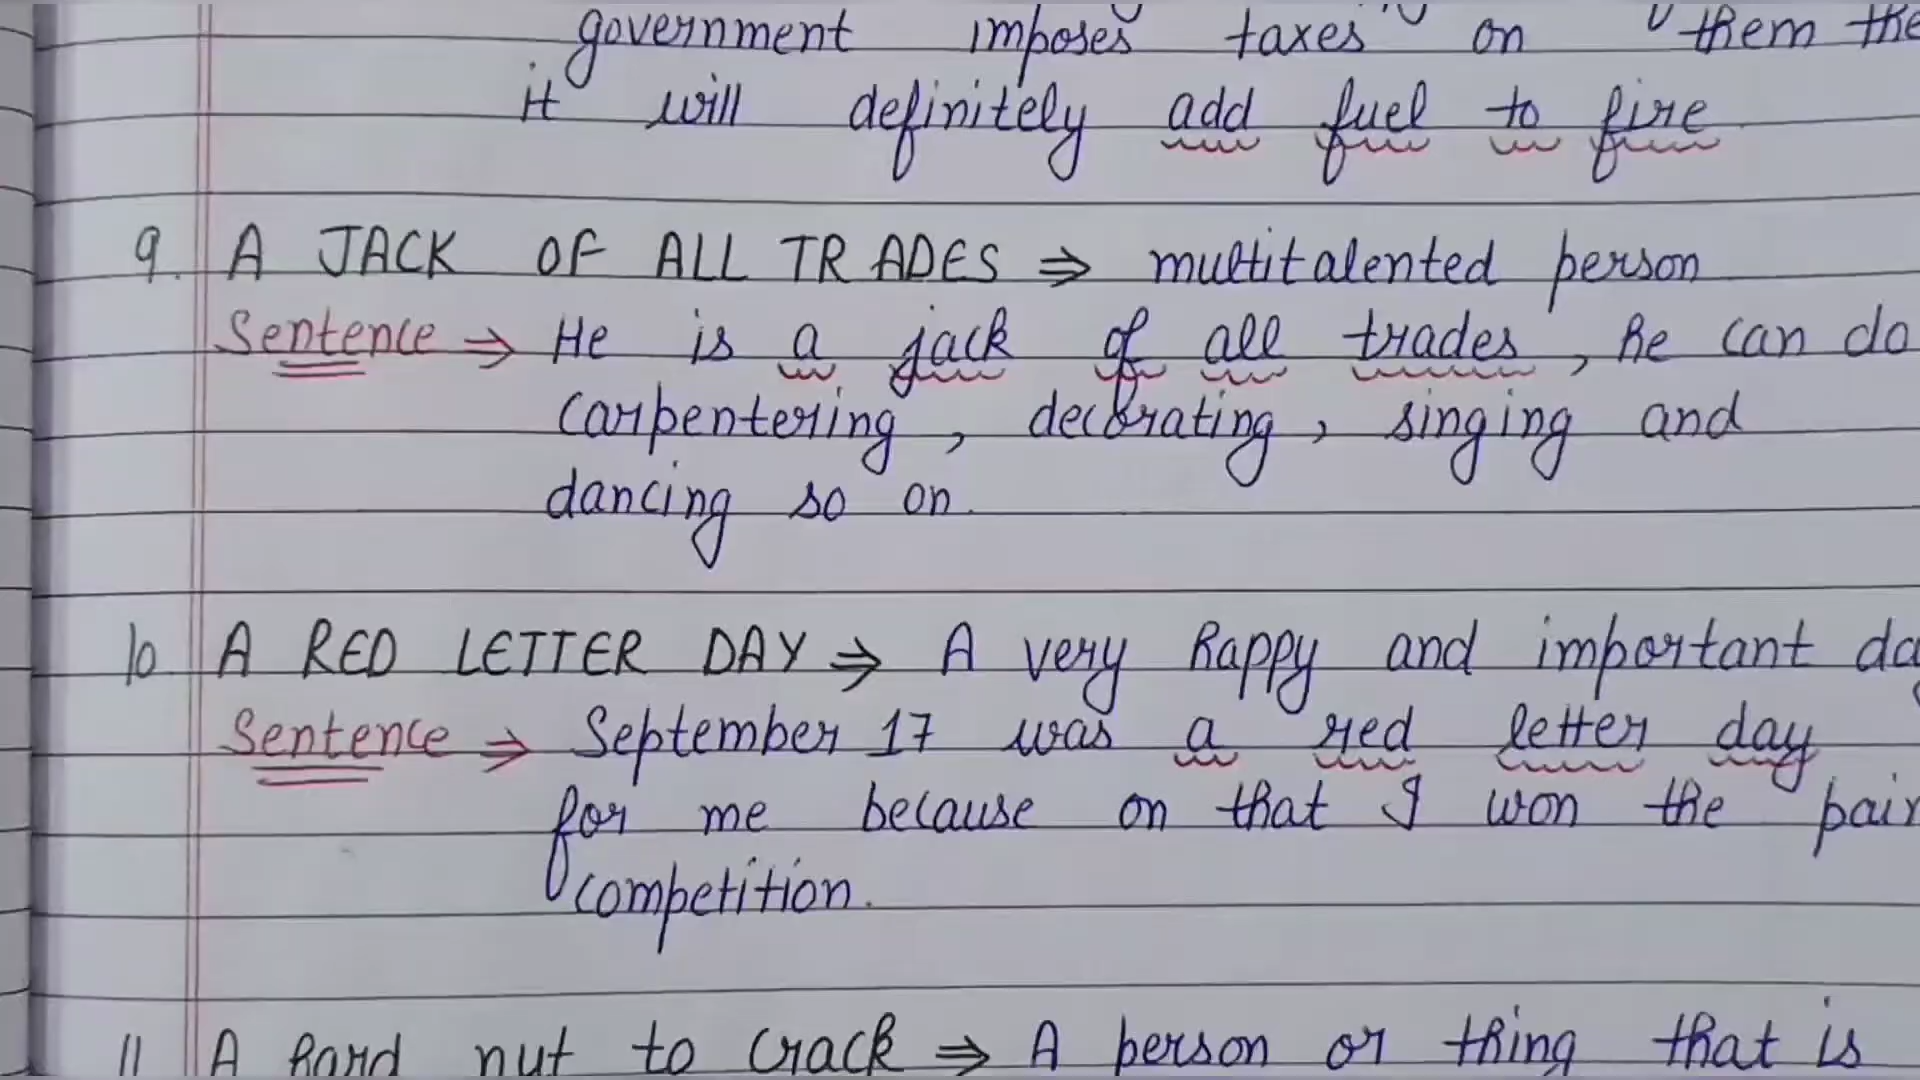 government imposes taxes on them the
it will definitely add fuel to fire
9. A JACK OF ALL TRADES ⇒ multitalented person
Sentence ⇒ He is a jack of all trades, he can do
carpentering, decorating, singing and
dancing so on.
10 A RED LETTER DAY ⇒ A very happy and important da
Sentence ⇒ September 17 was a red letter day
for me because on that I won the pain
competition.
11 A hard nut to crack ⇒ A person or thing that is